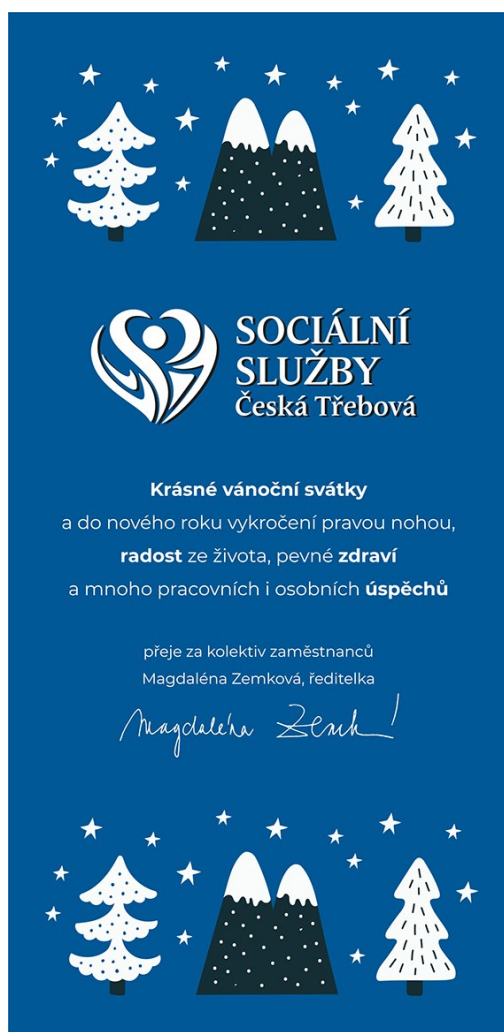 SOCIÁLNÍ
SLUŽBY
Česká Třebová
Krásné vánoční svátky
a do nového roku vykročení pravou nohou,
radost ze života, pevné zdraví
a mnoho pracovních i osobních úspěchů
přeje za kolektiv zaměstnanců
Magdaléna Zemková, ředitelka
Magdaléna